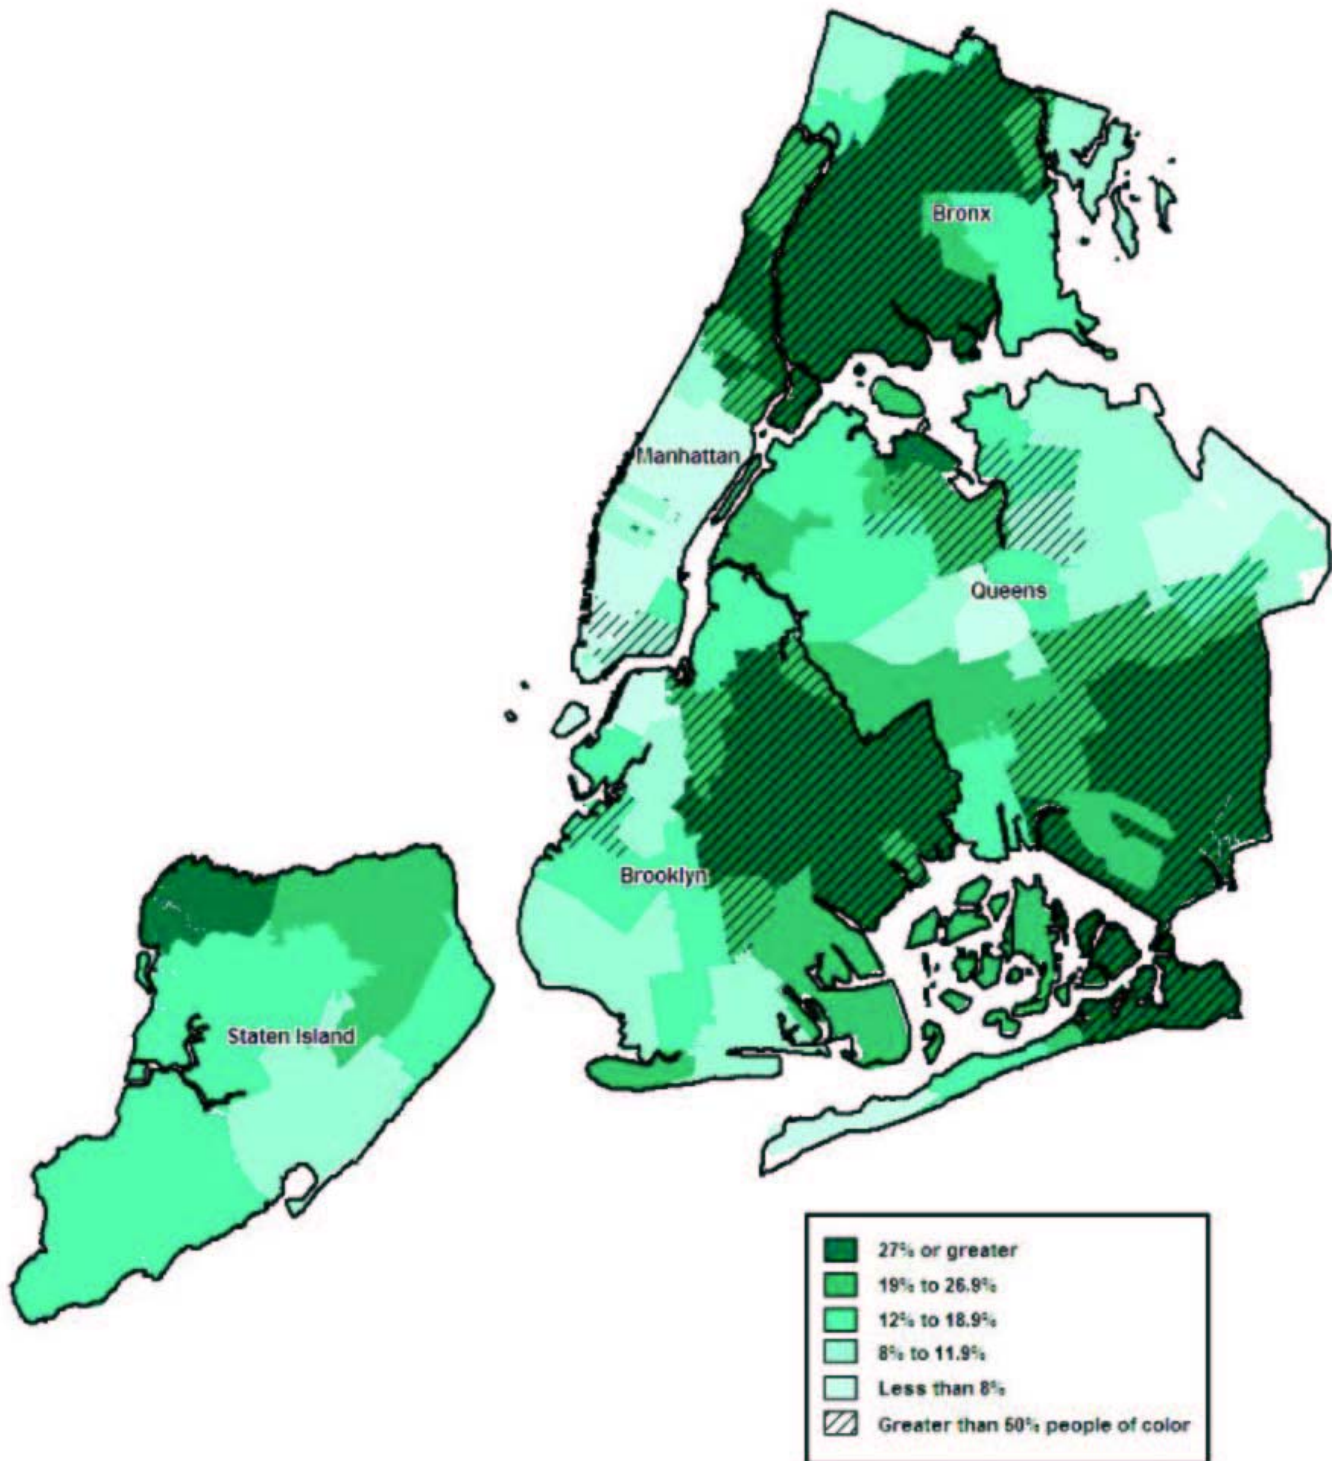 Bronx
Manhattan
Queens
Brooklyn
Staten Island
27% or greater
19% to 26.9%
12% to 18.9%
8% to 11.9%
Less than 8%
Greater than 50% people of color